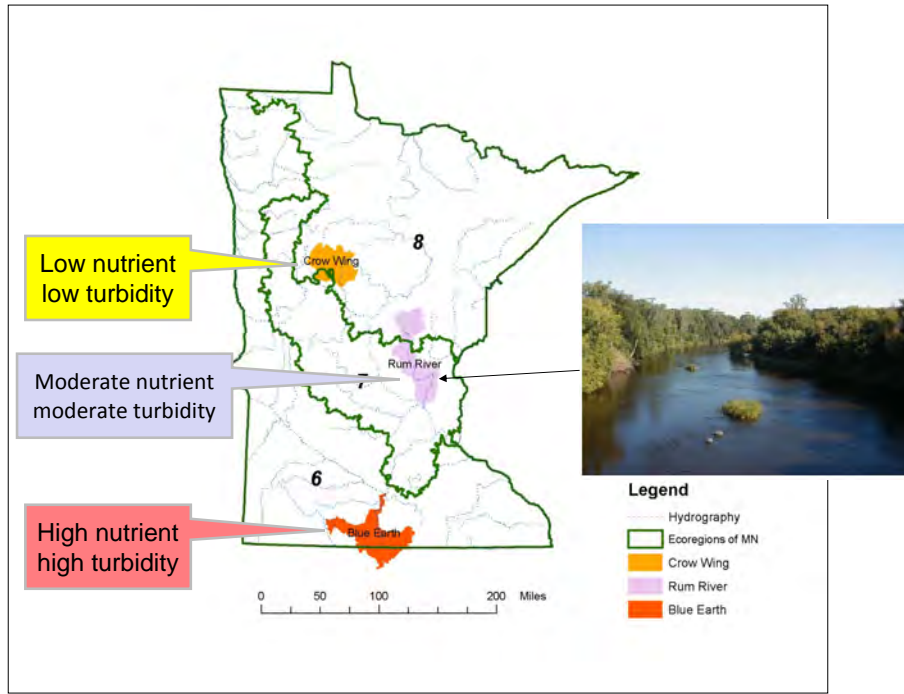 8
Low nutrient
low turbidity
Crow Wing
Rum River
7
Moderate nutrient
moderate turbidity
6
High nutrient
high turbidity
Blue Earth
0 50 100 200 Miles
Legend
Hydrography
Ecoregions of MN
Crow Wing
Rum River
Blue Earth